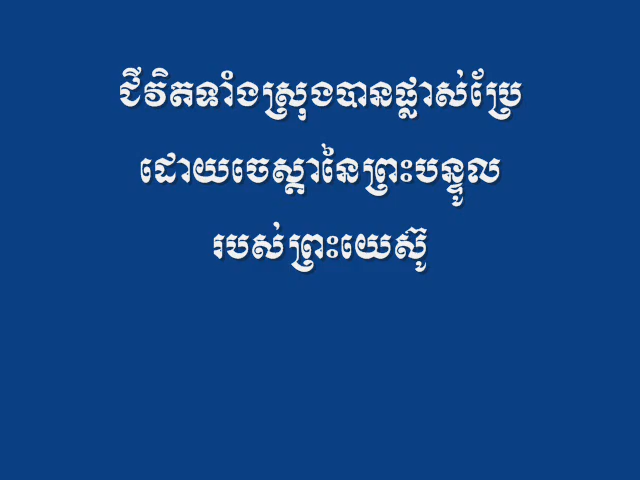 ជីវិតទាំងស្រុងបានផ្លាស់ប្រែ
ដោយចេស្តានៃព្រះបន្ទូល
របស់ព្រះយេស៊ូ